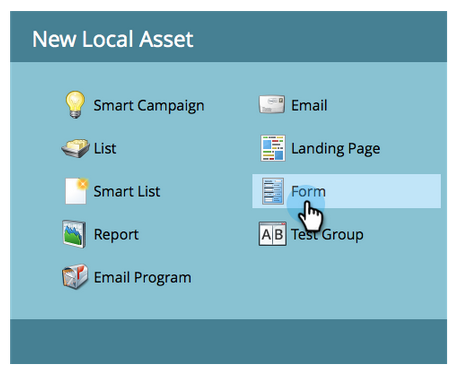 New Local Asset
Smart Campaign
Email
List
Landing Page
Smart List
Form
Report
AB Test Group
Email Program